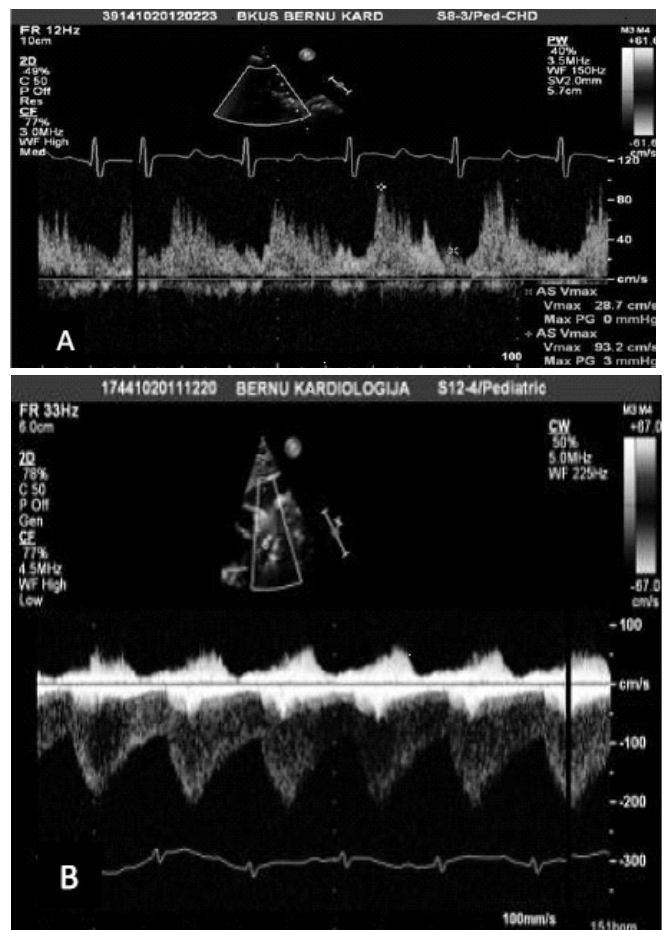 39141020120223 BKUS BERNU KARD S8-3/Ped-CHD
FR 12Hz
10cm
2D
49%
C 50
P Off
Res
CF
77%
3.0MHz
WF High
Med
PW
40%
3.5MHz
WF 150Hz
SV2.0mm
5.7cm
M3 M4
+61.6
-61.6
cm/s
120
80
40
cm/s
AS Vmax
Vmax 28.7 cm/s
Max PG 0 mmHg
AS Vmax
Vmax 93.2 cm/s
Max PG 3 mmHg
100
A
17441020111220 BERNU KARDIOLOGIJA S12-4/Pediatric
FR 33Hz
6.0cm
2D
78%
C 50
P Off
Gen
CF
77%
4.5MHz
WF High
Low
CW
50%
5.0MHz
WF 225Hz
M3 M4
+67.0
-67.0
cm/s
100
cm/s
-100
-200
-300
B
100mm/s
151bpm